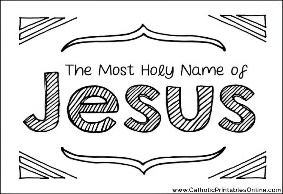 The Most Holy Name of
Jesus
www.CatholicPrintablesOnline.com